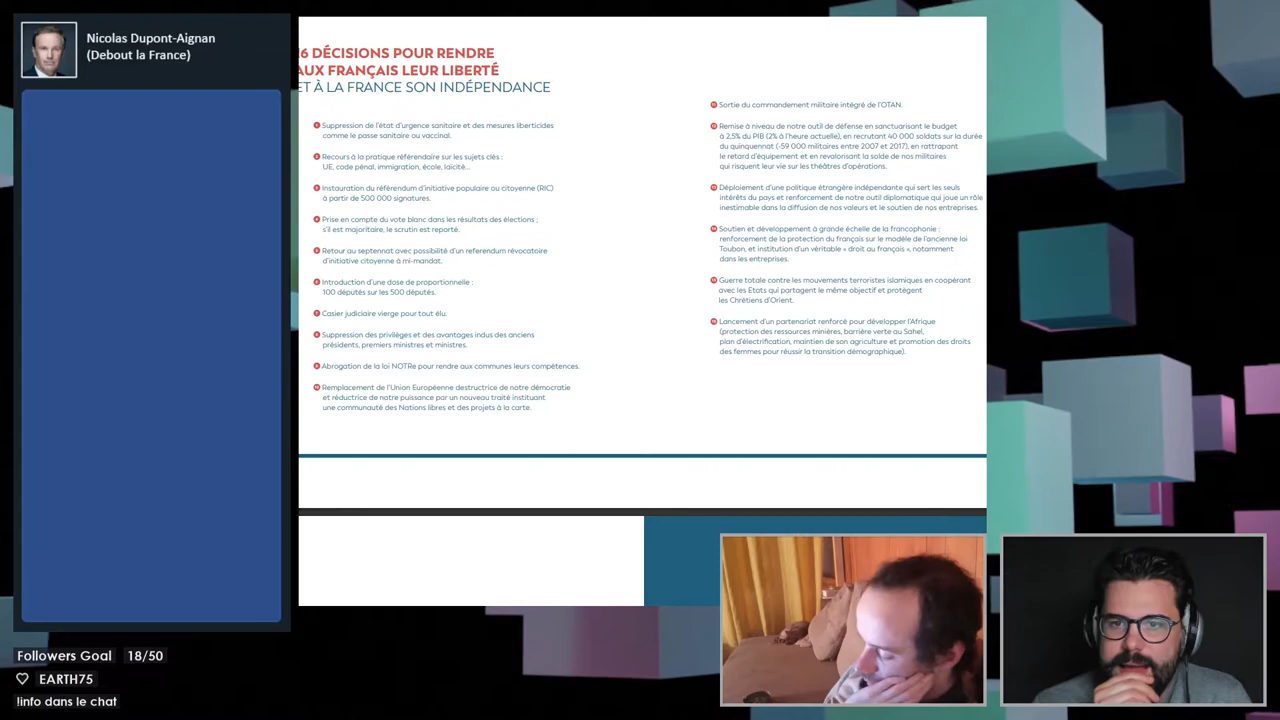 Nicolas Dupont-Aignan
(Debout la France)
16 DÉCISIONS POUR RENDRE
AUX FRANÇAIS LEUR LIBERTÉ
ET À LA FRANCE SON INDÉPENDANCE
1 Suppression de l'état d'urgence sanitaire et des mesures liberticides
comme le passe sanitaire ou vaccinal.
2 Recours à la pratique référendaire sur les sujets clés :
UE, code pénal, immigration, école, laïcité...
3 Instauration du référendum d'initiative populaire ou citoyenne (RIC)
à partir de 500 000 signatures.
4 Prise en compte du vote blanc dans les résultats des élections ;
s'il est majoritaire, le scrutin est reporté.
5 Retour au septennat avec possibilité d'un referendum révocatoire
d'initiative citoyenne à mi-mandat.
6 Introduction d'une dose de proportionnelle ;
100 députés sur les 500 députés.
7 Casier judiciaire vierge pour tout élu.
8 Suppression des privilèges et des avantages indus des anciens
présidents, premiers ministres et ministres.
9 Abrogation de la loi NOTRe pour rendre aux communes leurs compétences.
10 Remplacement de l'Union Européenne destructrice de notre démocratie
et réductrice de notre puissance par un nouveau traité instituant
une communauté des Nations libres et des projets à la carte.
11 Sortie du commandement militaire intégré de l'OTAN.
12 Remise à niveau de notre outil de défense en sanctuarisant le budget
à 2,5% du PIB (2% à l'heure actuelle), en recrutant 40 000 soldats sur la durée
du quinquennat (-59 000 militaires entre 2007 et 2017), en rattrapant
le retard d'équipement et en revalorisant la solde de nos militaires
qui risquent leur vie sur les théâtres d'opérations.
13 Déploiement d'une politique étrangère indépendante qui sert les seuls
intérêts du pays et renforcement de notre outil diplomatique qui joue un rôle
inestimable dans la diffusion de nos valeurs et le soutien de nos entreprises.
14 Soutien et développement à grande échelle de la francophonie :
renforcement de la protection du français sur le modèle de l'ancienne loi
Toubon, et institution d'un véritable « droit au français », notamment
dans les entreprises.
15 Guerre totale contre les mouvements terroristes islamiques en coopérant
avec les Etats qui partagent le même objectif et protègent
les Chrétiens d'Orient.
16 Lancement d'un partenariat renforcé pour développer l'Afrique
(protection des ressources minières, barrière verte au Sahel,
plan d'électrification, maintien de son agriculture et promotion des droits
des femmes pour réussir la transition démographique).
Followers Goal 18/50
EARTH75
!info dans le chat